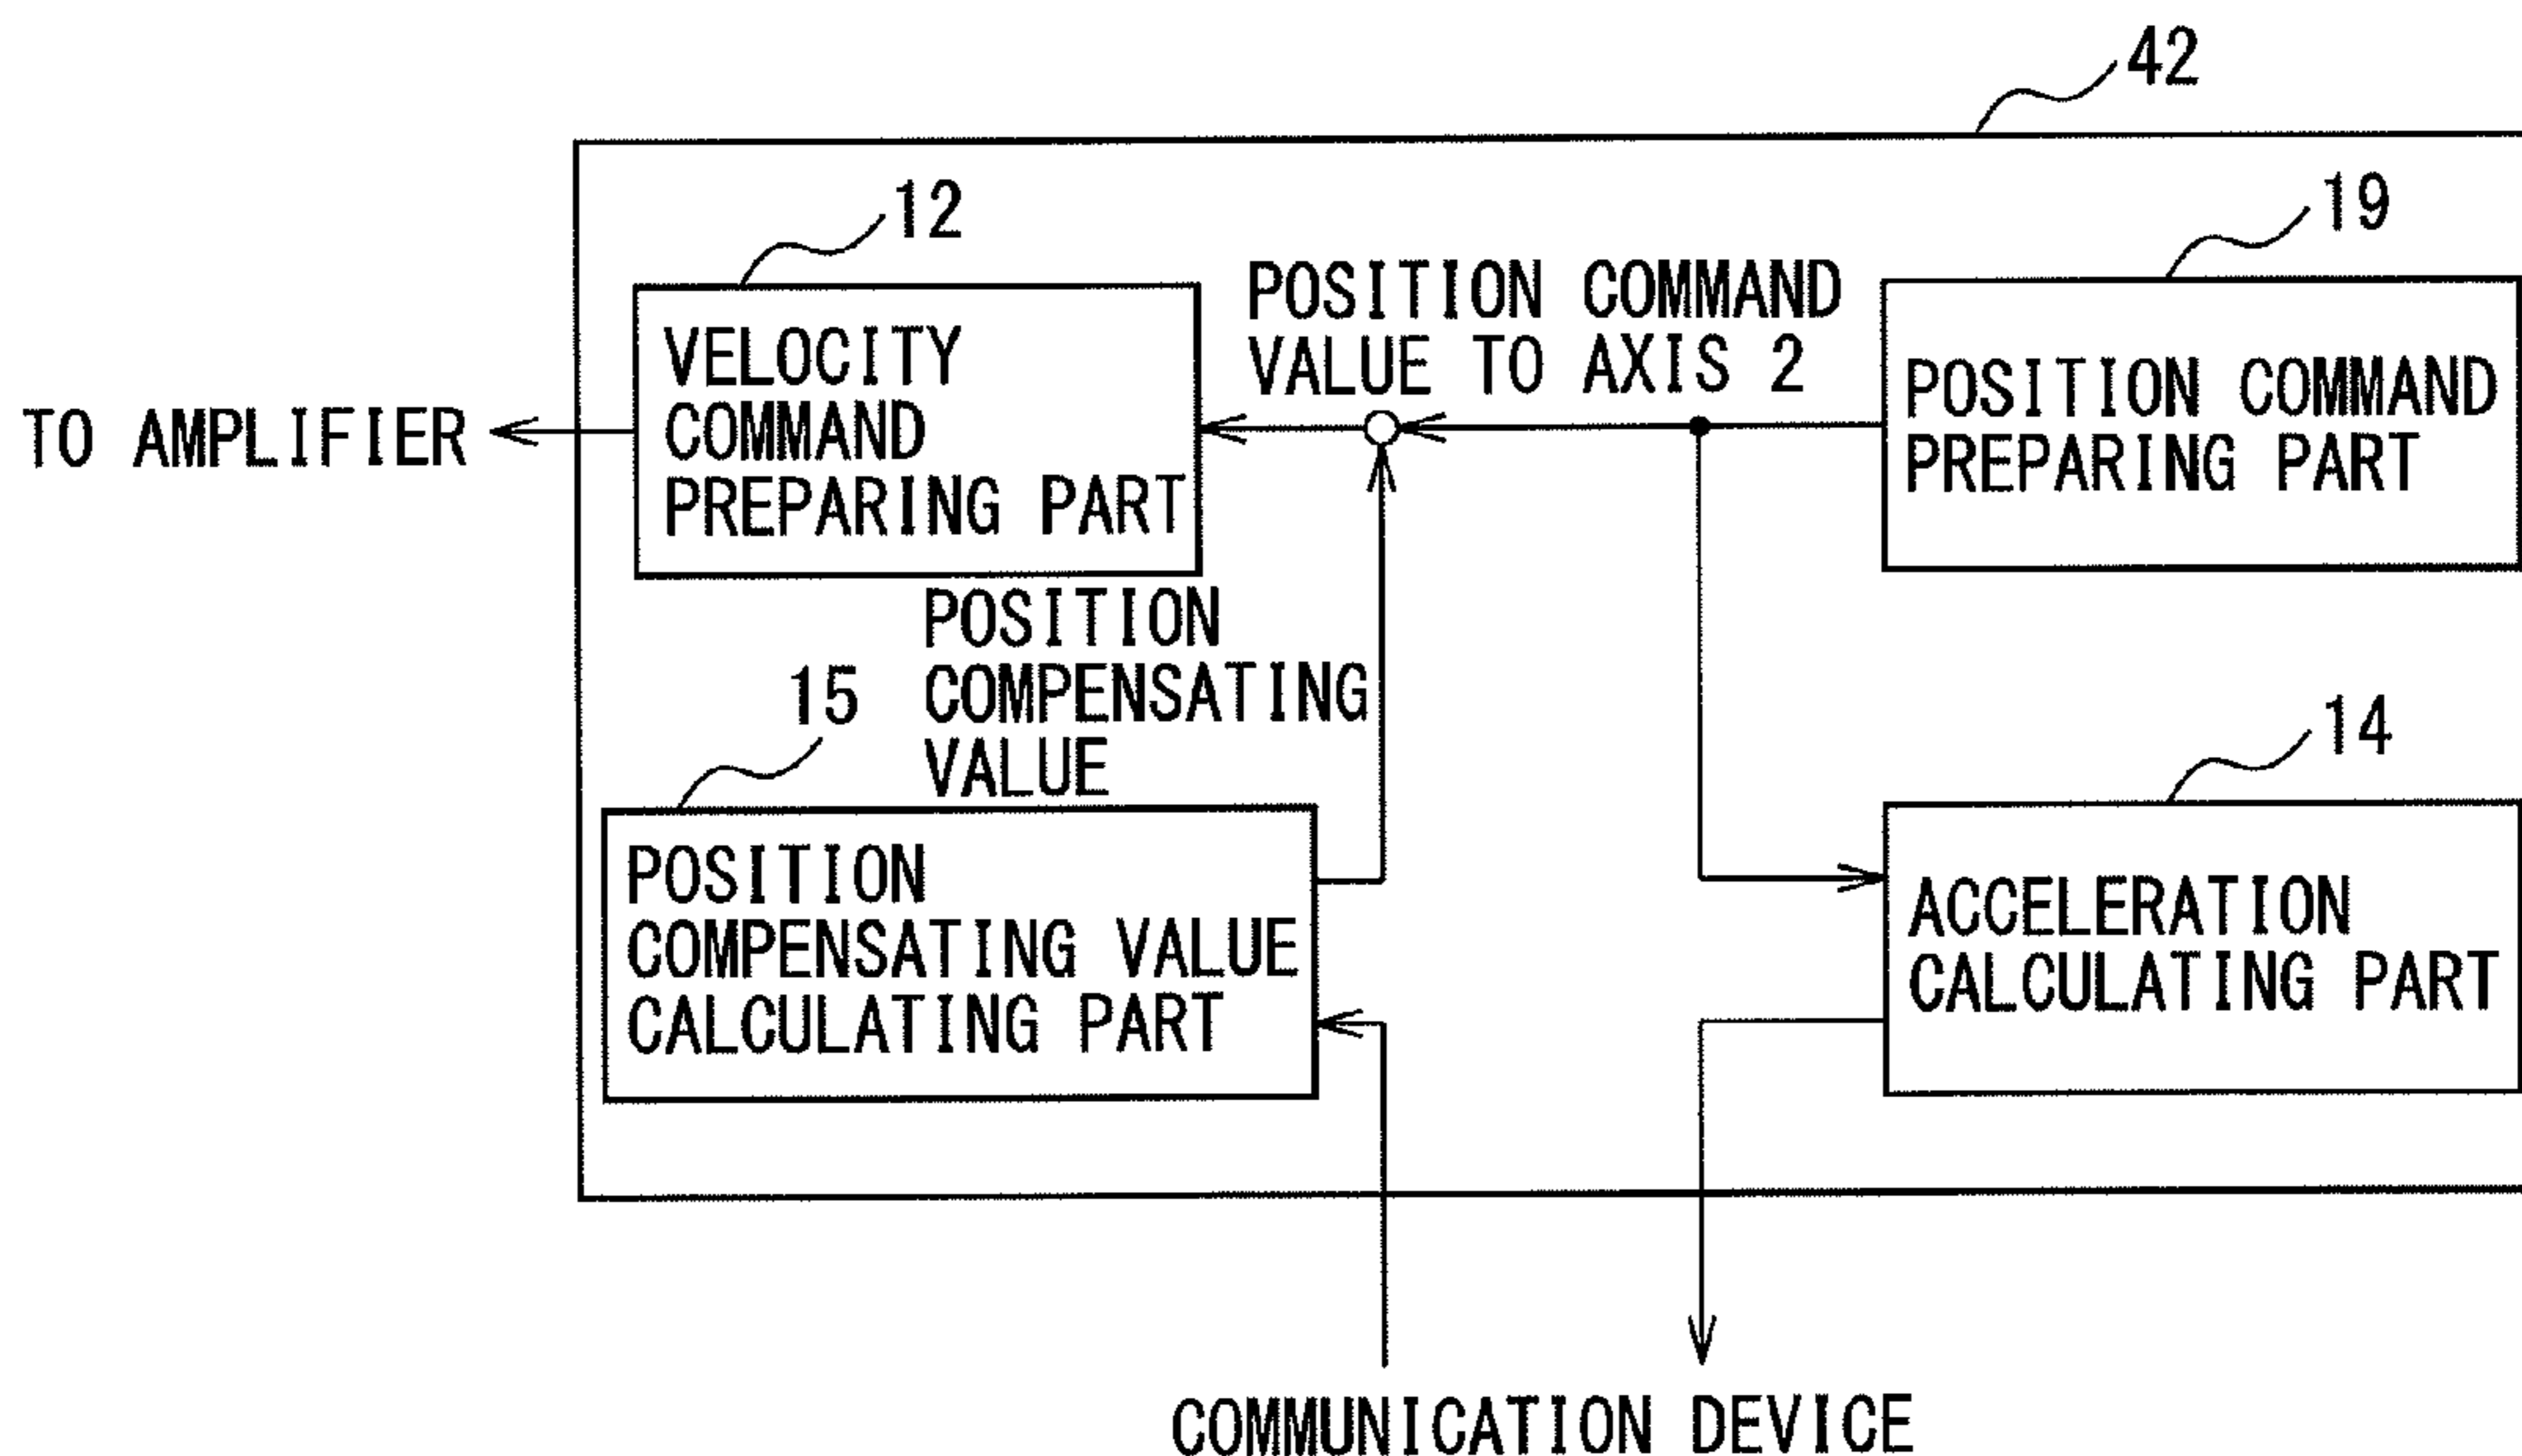 42
12
19
POSITION COMMAND
VALUE TO AXIS 2
VELOCITY
COMMAND
PREPARING PART
POSITION COMMAND
PREPARING PART
TO AMPLIFIER
POSITION
COMPENSATING
VALUE
15
14
POSITION
COMPENSATING VALUE
CALCULATING PART
ACCELERATION
CALCULATING PART
COMMUNICATION DEVICE